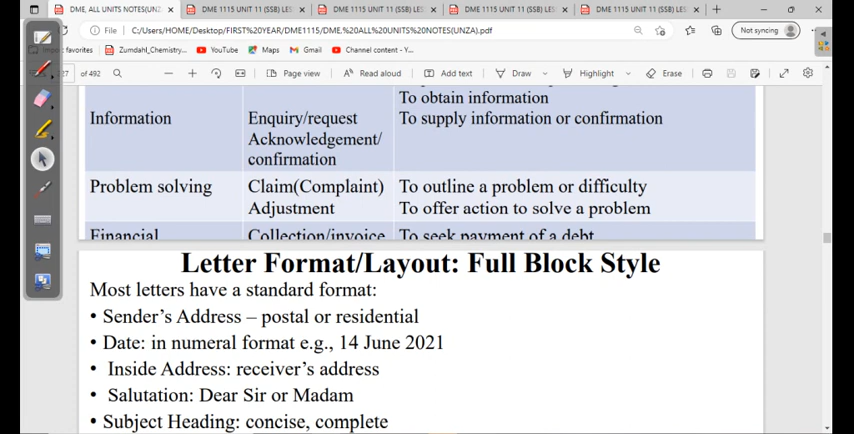 DME, ALL UNITS NOTES(UNZA).
DME 1115 UNIT 11 (SSB) LES
DME 1115 UNIT 11 (SSB) LES
DME 1115 UNIT 11 (SSB) LES
DME 1115 UNIT 11 (SSB) LES
File C:/Users/HOME/Desktop/FIRST%20YEAR/DME1115/DME.%20ALL%20UNITS%20NOTES(UNZA).pdf Not syncing
Import favorites Zumdahl_Chemistry... YouTube Maps Gmail Channel content - Y...
of 492 Page view Read aloud Add text Draw Highlight Erase
To obtain information
Information Enquiry/request To supply information or confirmation
Acknowledgement/
confirmation
Problem solving Claim(Complaint) To outline a problem or difficulty
Adjustment To offer action to solve a problem
Financial Collection/invoice To seek payment of a debt
Letter Format/Layout: Full Block Style
Most letters have a standard format:
• Sender's Address – postal or residential
• Date: in numeral format e.g., 14 June 2021
• Inside Address: receiver's address
• Salutation: Dear Sir or Madam
• Subject Heading: concise, complete